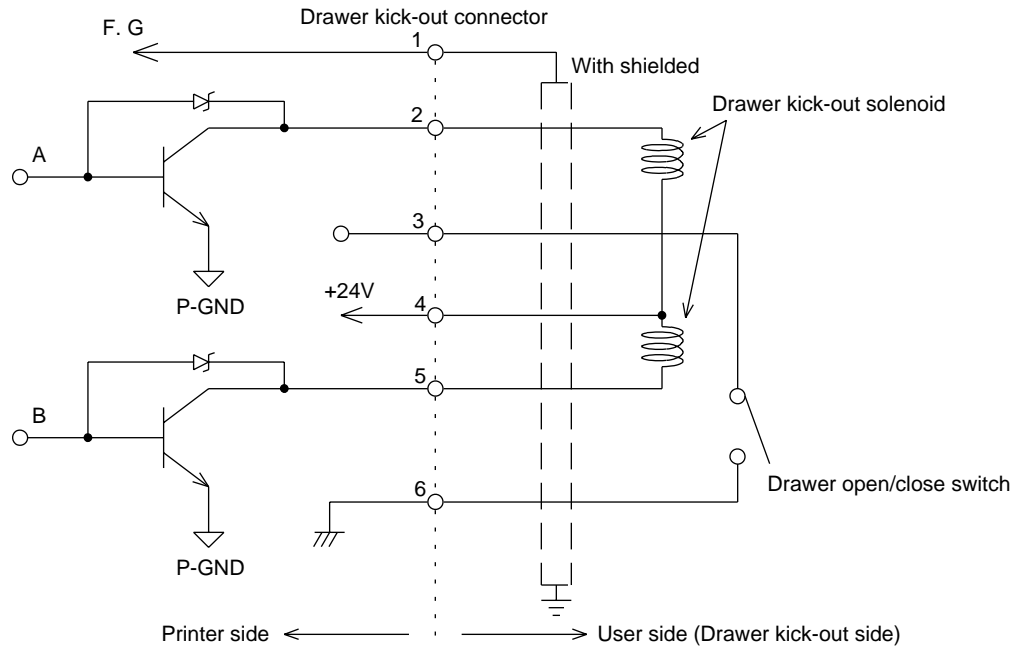 Drawer kick-out connector
F. G
1
With shielded
Drawer kick-out solenoid
2
A
3
P-GND
+24V
4
5
B
Drawer open/close switch
6
P-GND
Printer side
User side (Drawer kick-out side)